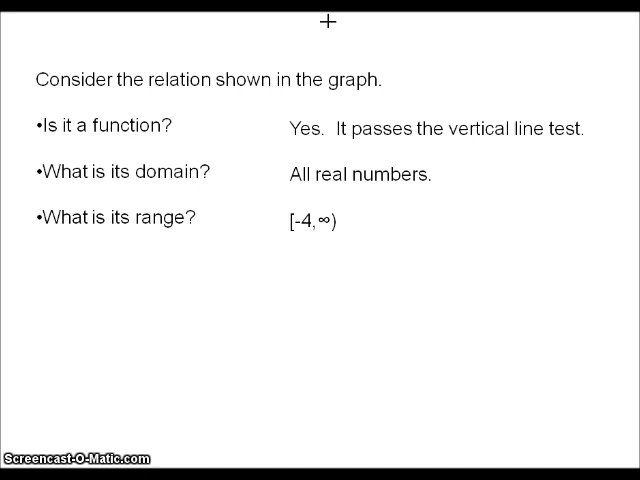 Consider the relation shown in the graph.
•Is it a function? Yes. It passes the vertical line test.
•What is its domain? All real numbers.
•What is its range? [-4,∞)
Screencast-O-Matic.com